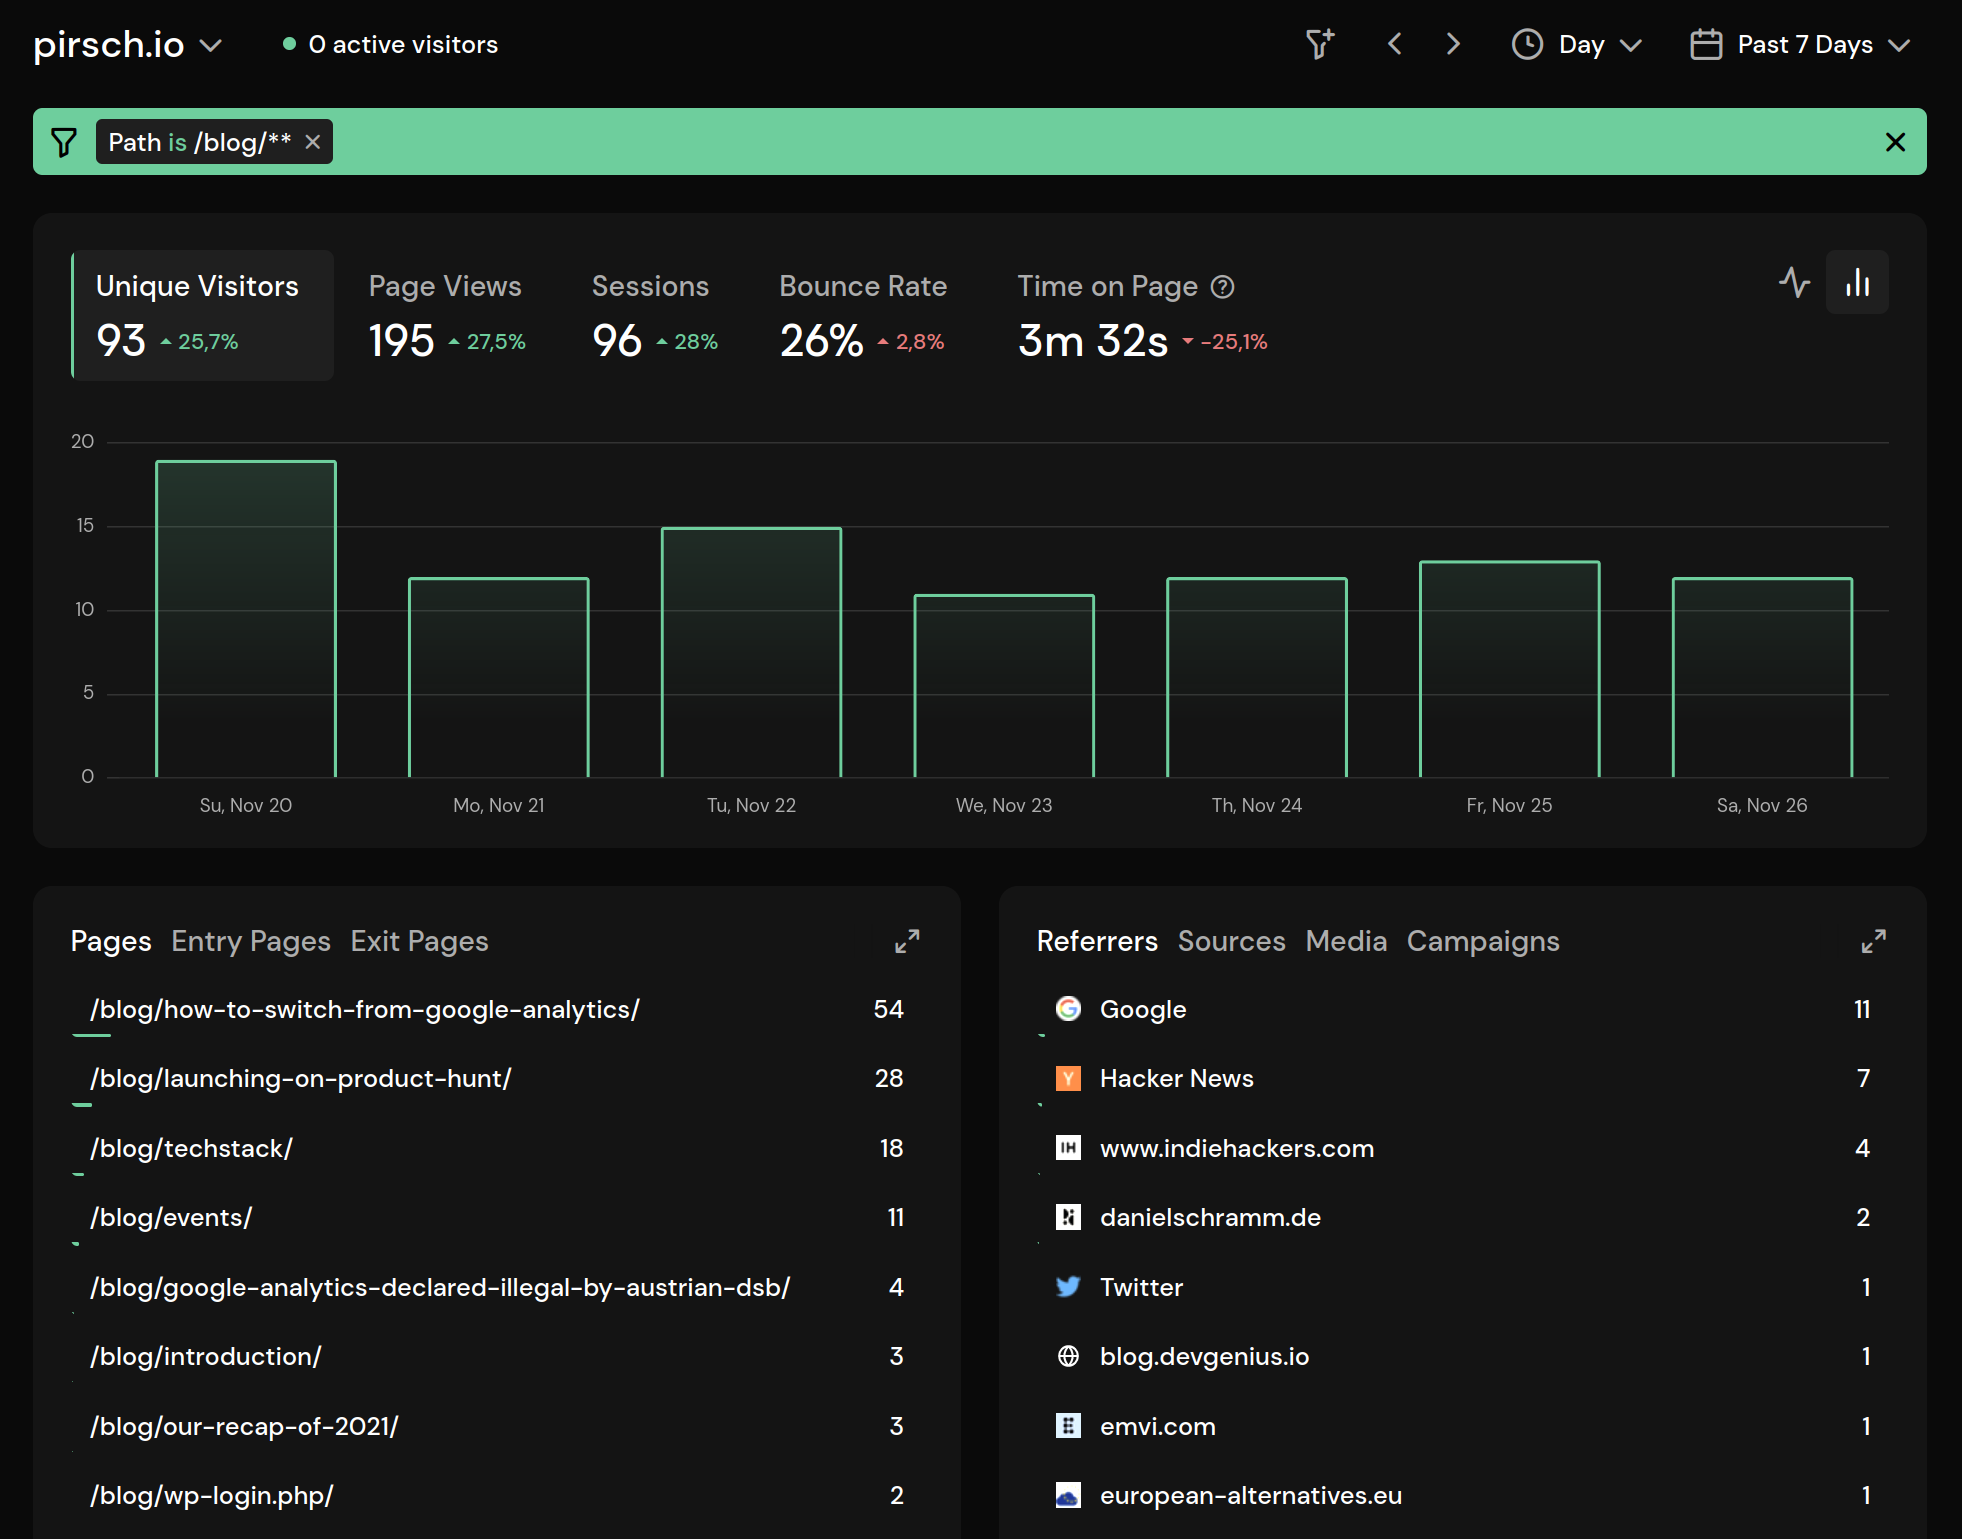 pirsch.io
0 active visitors
Day
Past 7 Days
Path is /blog/**
Unique Visitors
93 25,7%
Page Views
195 27,5%
Sessions
96 28%
Bounce Rate
26% 2,8%
Time on Page
3m 32s -25,1%
20
15
10
5
0
Su, Nov 20
Mo, Nov 21
Tu, Nov 22
We, Nov 23
Th, Nov 24
Fr, Nov 25
Sa, Nov 26
Pages Entry Pages Exit Pages
/blog/how-to-switch-from-google-analytics/ 54
/blog/launching-on-product-hunt/ 28
/blog/techstack/ 18
/blog/events/ 11
/blog/google-analytics-declared-illegal-by-austrian-dsb/ 4
/blog/introduction/ 3
/blog/our-recap-of-2021/ 3
/blog/wp-login.php/ 2
Referrers Sources Media Campaigns
Google 11
Hacker News 7
www.indiehackers.com 4
danielschramm.de 2
Twitter 1
blog.devgenius.io 1
emvi.com 1
european-alternatives.eu 1